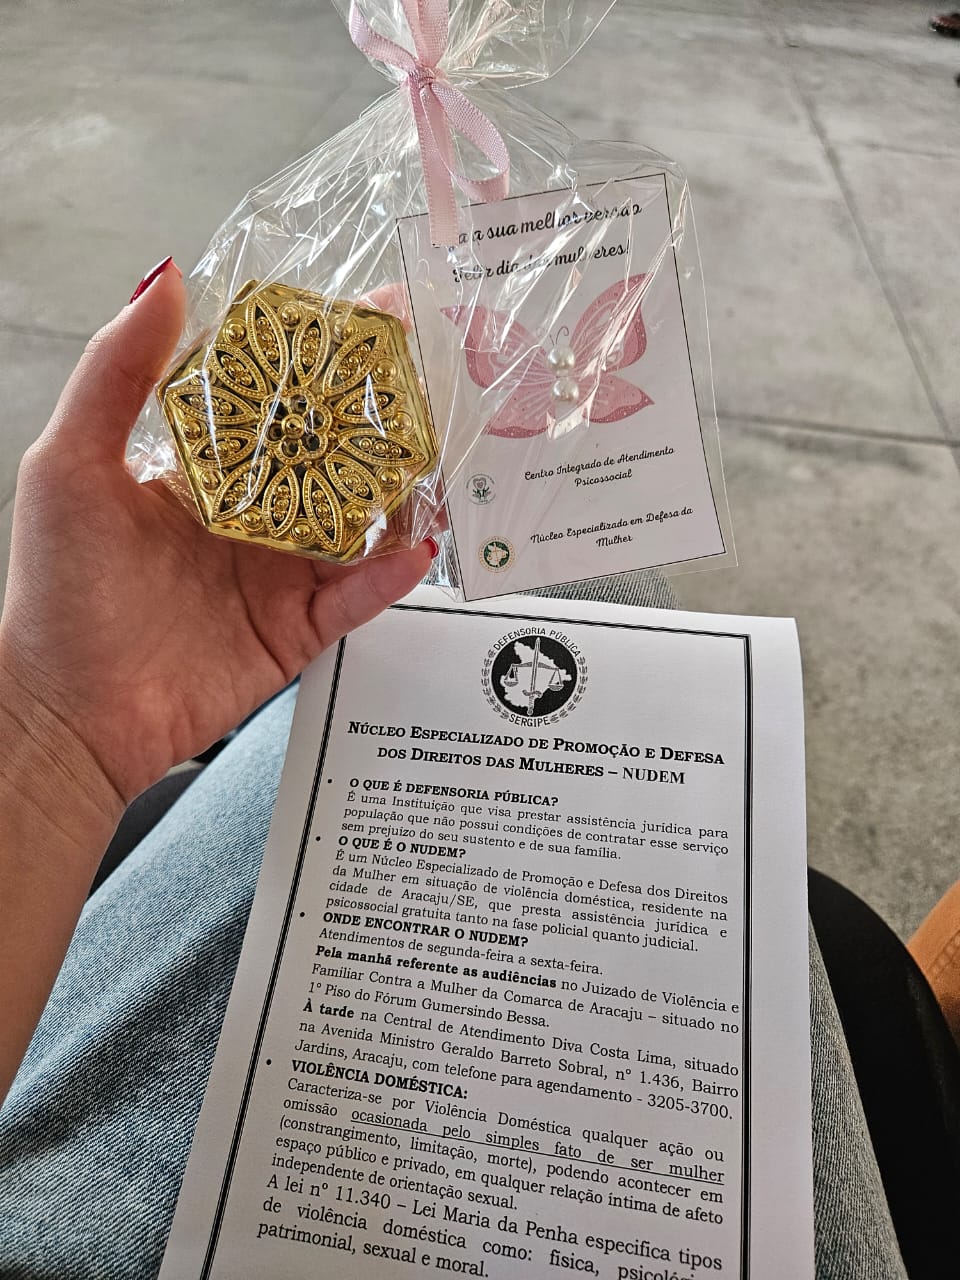 a sua melhor versão
Feliz dia das mulheres!
Centro Integrado de Atendimento
Psicossocial
Núcleo Especializado em Defesa da
Mulher
DEFENSORIA PÚBLICA
SERGIPE
NÚCLEO ESPECIALIZADO DE PROMOÇÃO E DEFESA
DOS DIREITOS DAS MULHERES – NUDEM
• O QUE É DEFENSORIA PÚBLICA?
É uma Instituição que visa prestar assistência jurídica para
população que não possui condições de contratar esse serviço
sem prejuizo do seu sustento e de sua família.
• O QUE É O NUDEM?
É um Núcleo Especializado de Promoção e Defesa dos Direitos
da Mulher em situação de violência doméstica, residente na
cidade de Aracaju/SE, que presta assistência jurídica e
psicossocial gratuita tanto na fase policial quanto judicial.
• ONDE ENCONTRAR O NUDEM?
Atendimentos de segunda-feira a sexta-feira.
Pela manhã referente as audiências no Juizado de Violência e
Familiar Contra a Mulher da Comarca de Aracaju – situado no
1º Piso do Fórum Gumersindo Bessa.
À tarde na Central de Atendimento Diva Costa Lima, situado
na Avenida Ministro Geraldo Barreto Sobral, nº 1.436, Bairro
Jardins, Aracaju, com telefone para agendamento - 3205-3700.
• VIOLÊNCIA DOMÉSTICA:
Caracteriza-se por Violência Doméstica qualquer ação ou
omissão ocasionada pelo simples fato de ser mulher
(constrangimento, limitação, morte), podendo acontecer em
espaço público e privado, em qualquer relação íntima de afeto
independente de orientação sexual.
A lei nº 11.340 – Lei Maria da Penha especifica tipos
de violência doméstica como: fisica,
patrimonial, sexual e moral.